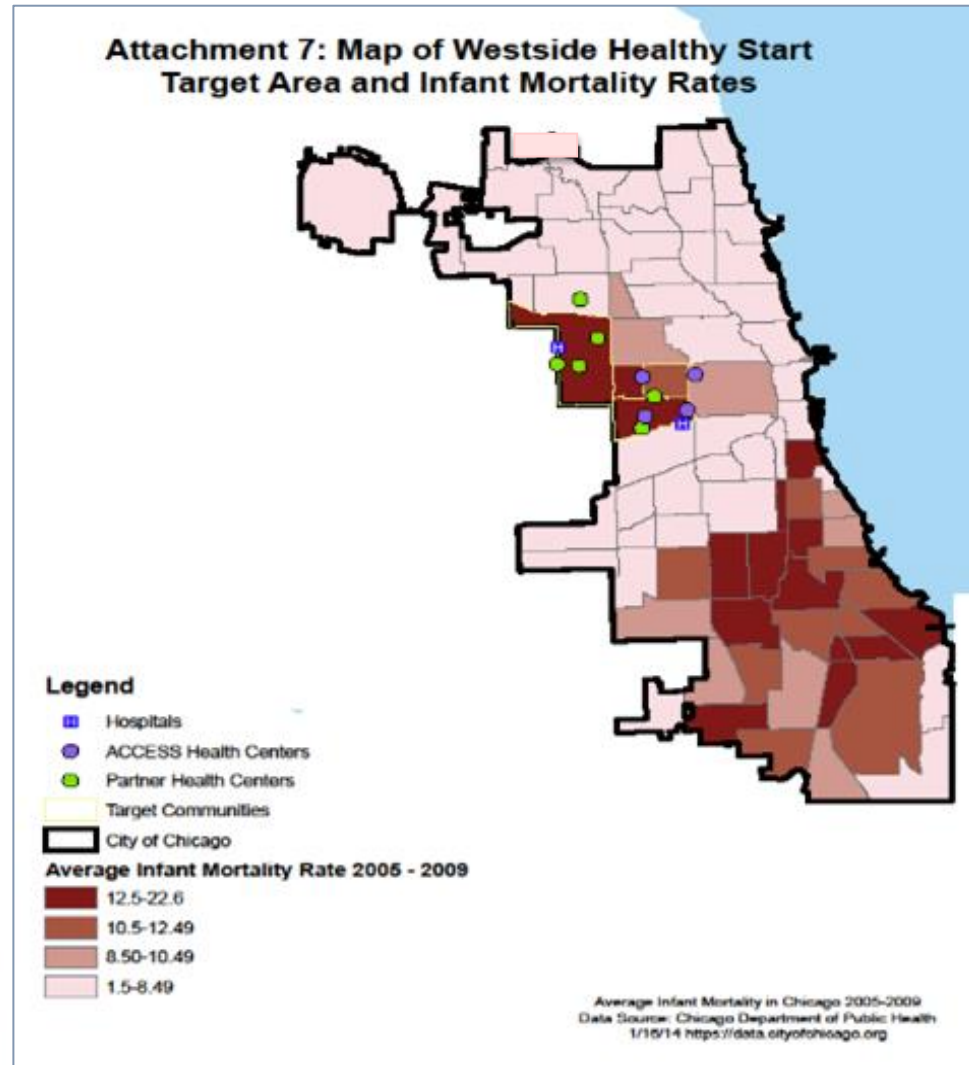 Attachment 7: Map of Westside Healthy Start
Target Area and Infant Mortality Rates
Legend
H Hospitals
ACCESS Health Centers
Partner Health Centers
Target Communities
City of Chicago
Average Infant Mortality Rate 2005 - 2009
12.5-22.6
10.5-12.49
8.50-10.49
1.5-8.49
Average Infant Mortality in Chicago 2005-2009
Data Source: Chicago Department of Public Health
1/16/14 https://data.cityofchicago.org